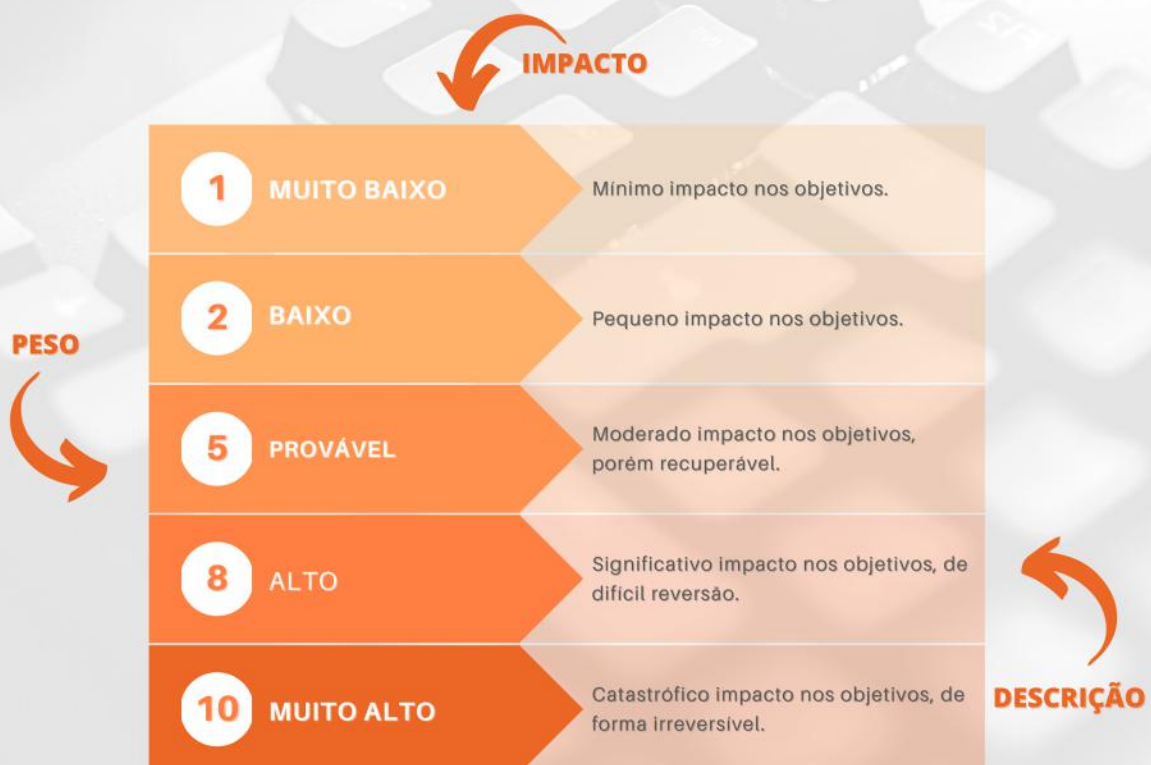 IMPACTO
1 MUITO BAIXO
Mínimo impacto nos objetivos.
2 BAIXO
Pequeno impacto nos objetivos.
PESO
5 PROVÁVEL
Moderado impacto nos objetivos,
porém recuperável.
8 ALTO
Significativo impacto nos objetivos, de
difícil reversão.
10 MUITO ALTO
Catastrófico impacto nos objetivos, de
forma irreversível.
DESCRIÇÃO